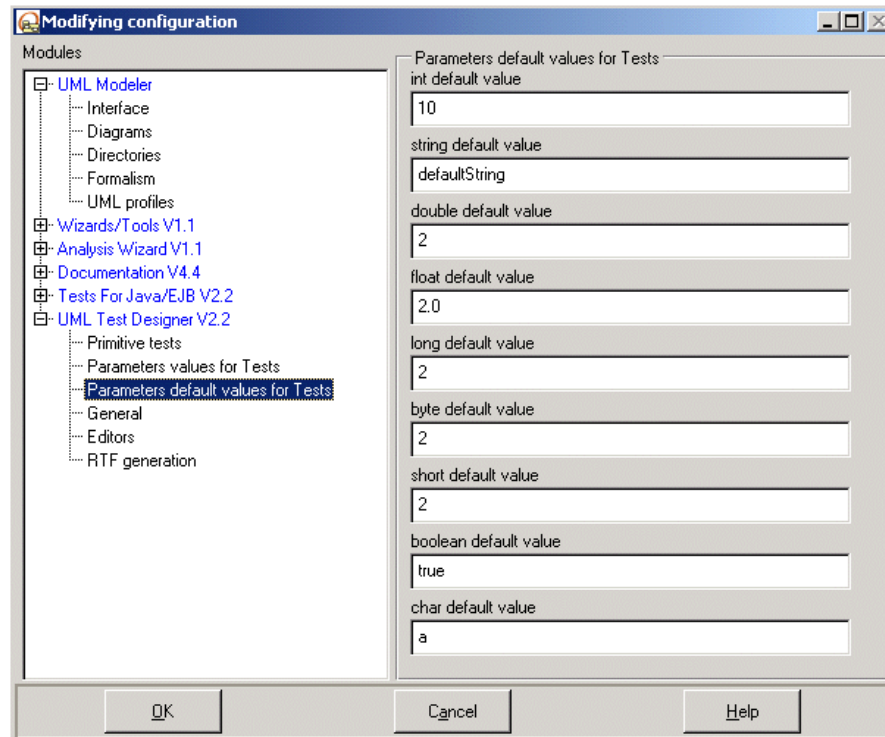 Modifying configuration
Modules
UML Modeler
Interface
Diagrams
Directories
Formalism
UML profiles
Wizards/Tools V1.1
Analysis Wizard V1.1
Documentation V4.4
Tests For Java/EJB V2.2
UML Test Designer V2.2
Primitive tests
Parameters values for Tests
Parameters default values for Tests
General
Editors
RTF generation
Parameters default values for Tests
int default value
10
string default value
defaultString
double default value
2
float default value
2.0
long default value
2
byte default value
2
short default value
2
boolean default value
true
char default value
a
OK
Cancel
Help